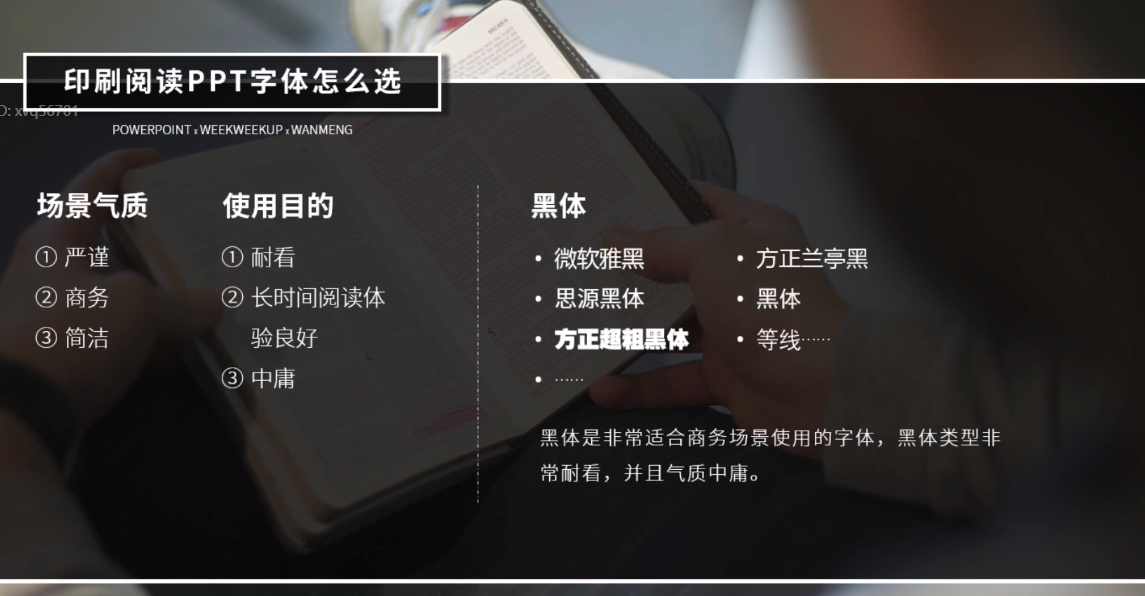 印刷阅读PPT字体怎么选
ID: xvq56701
POWERPOINT x WEEKWEEKUP x WANMENG
场景气质
① 严谨
② 商务
③ 简洁
使用目的
① 耐看
② 长时间阅读体
验良好
③ 中庸
黑体
• 微软雅黑
• 思源黑体
• 方正超粗黑体
• ……
• 方正兰亭黑
• 黑体
• 等线……
黑体是非常适合商务场景使用的字体，黑体类型非
常耐看，并且气质中庸。